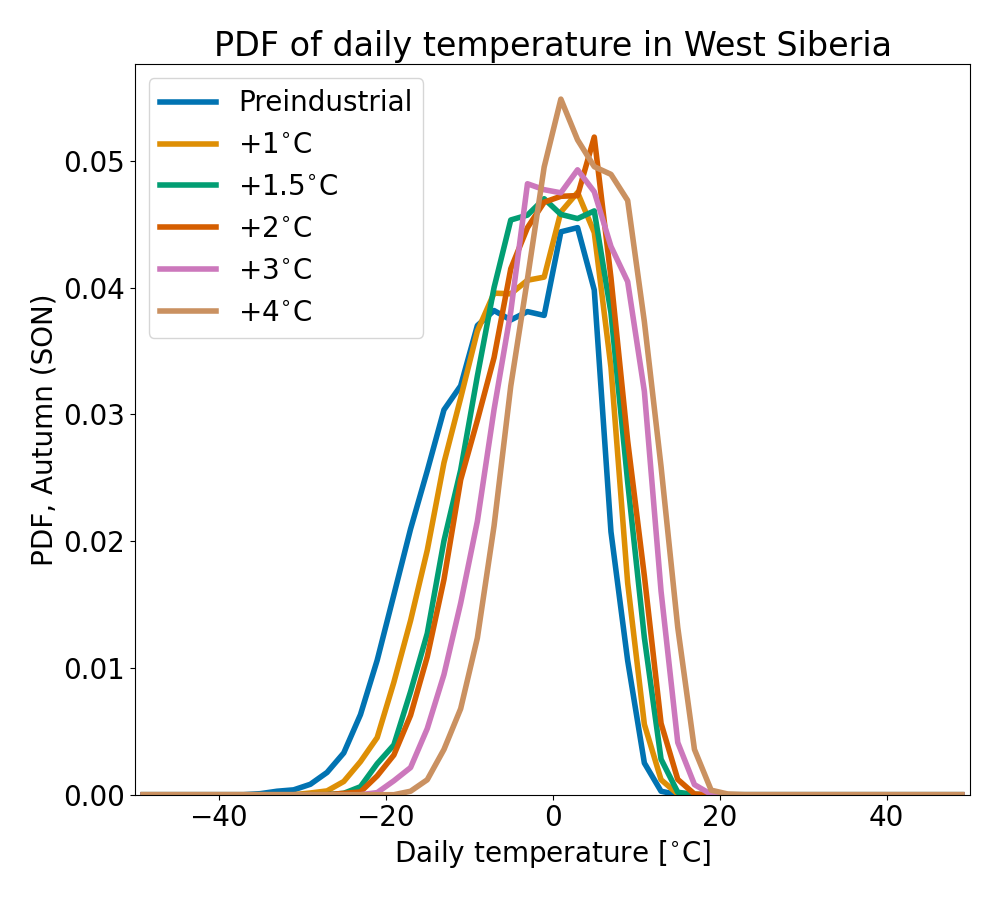 PDF of daily temperature in West Siberia
Preindustrial
+1°C
+1.5°C
+2°C
+3°C
+4°C
PDF, Autumn (SON)
0.05
0.04
0.03
0.02
0.01
0.00
−40
−20
0
20
40
Daily temperature [°C]